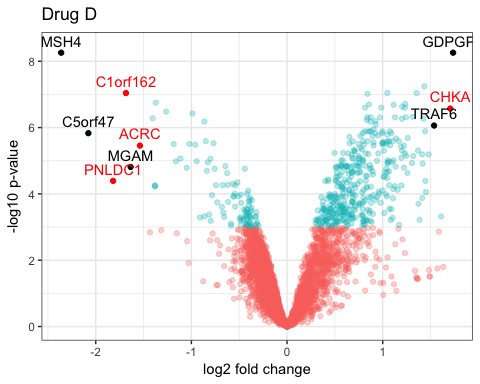 Drug D
MSH4
GDPGP
C1orf162
CHKA
C5orf47
TRAF6
ACRC
MGAM
PNLDC1
-log10 p-value
8
6
4
2
0
-2
-1
0
1
log2 fold change